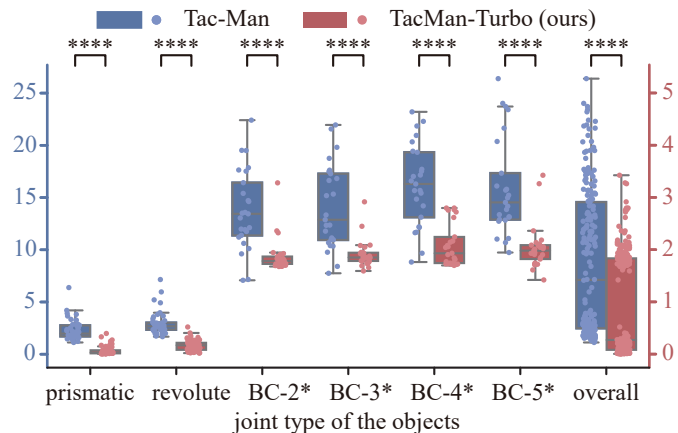 Tac-Man TacMan-Turbo (ours)
**** **** **** **** **** **** ****
25 5
20 4
15 3
10 2
5 1
0 0
prismatic revolute BC-2* BC-3* BC-4* BC-5* overall
joint type of the objects